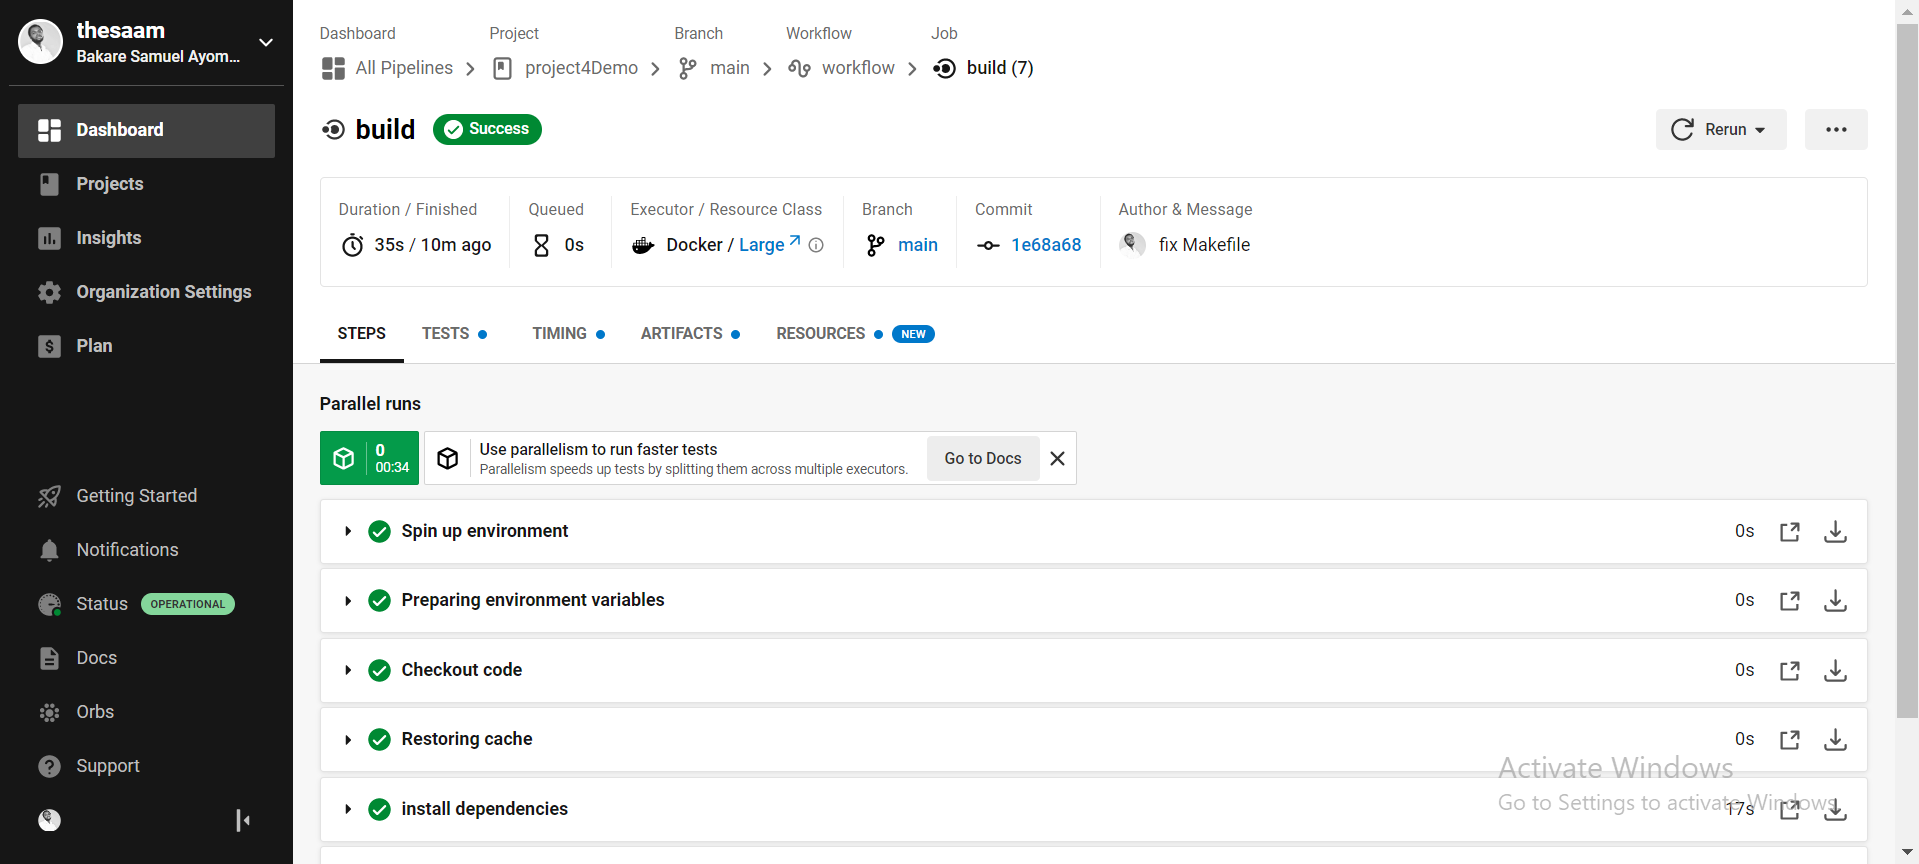 thesaam
Bakare Samuel Ayom...
Dashboard
Projects
Insights
Organization Settings
Plan
Getting Started
Notifications
Status OPERATIONAL
Docs
Orbs
Support
Dashboard Project Branch Workflow Job
All Pipelines project4Demo main workflow build (7)
build Success
Rerun
Duration / Finished Queued Executor / Resource Class Branch Commit Author & Message
35s / 10m ago 0s Docker / Large main 1e68a68 fix Makefile
STEPS TESTS TIMING ARTIFACTS RESOURCES NEW
Parallel runs
0
00:34
Use parallelism to run faster tests
Parallelism speeds up tests by splitting them across multiple executors.
Go to Docs
Spin up environment 0s
Preparing environment variables 0s
Checkout code 0s
Restoring cache 0s
install dependencies 17s
Activate Windows
Go to Settings to activate Windows.